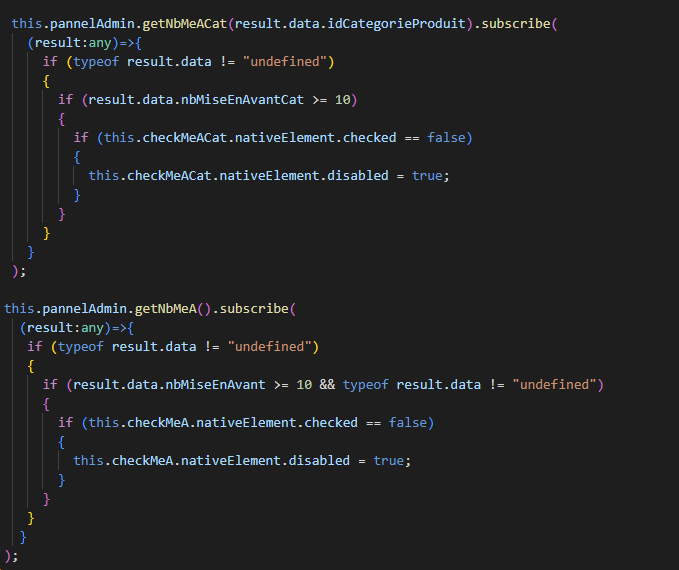 this.pannelAdmin.getNbMeACat(result.data.idCategorieProduit).subscribe(
(result:any)=>{
if (typeof result.data != "undefined")
{
if (result.data.nbMiseEnAvantCat >= 10)
{
if (this.checkMeACat.nativeElement.checked == false)
{
this.checkMeACat.nativeElement.disabled = true;
}
}
}
}
);
this.pannelAdmin.getNbMeA().subscribe(
(result:any)=>{
if (typeof result.data != "undefined")
{
if (result.data.nbMiseEnAvant >= 10 && typeof result.data != "undefined")
{
if (this.checkMeA.nativeElement.checked == false)
{
this.checkMeA.nativeElement.disabled = true;
}
}
}
}
);